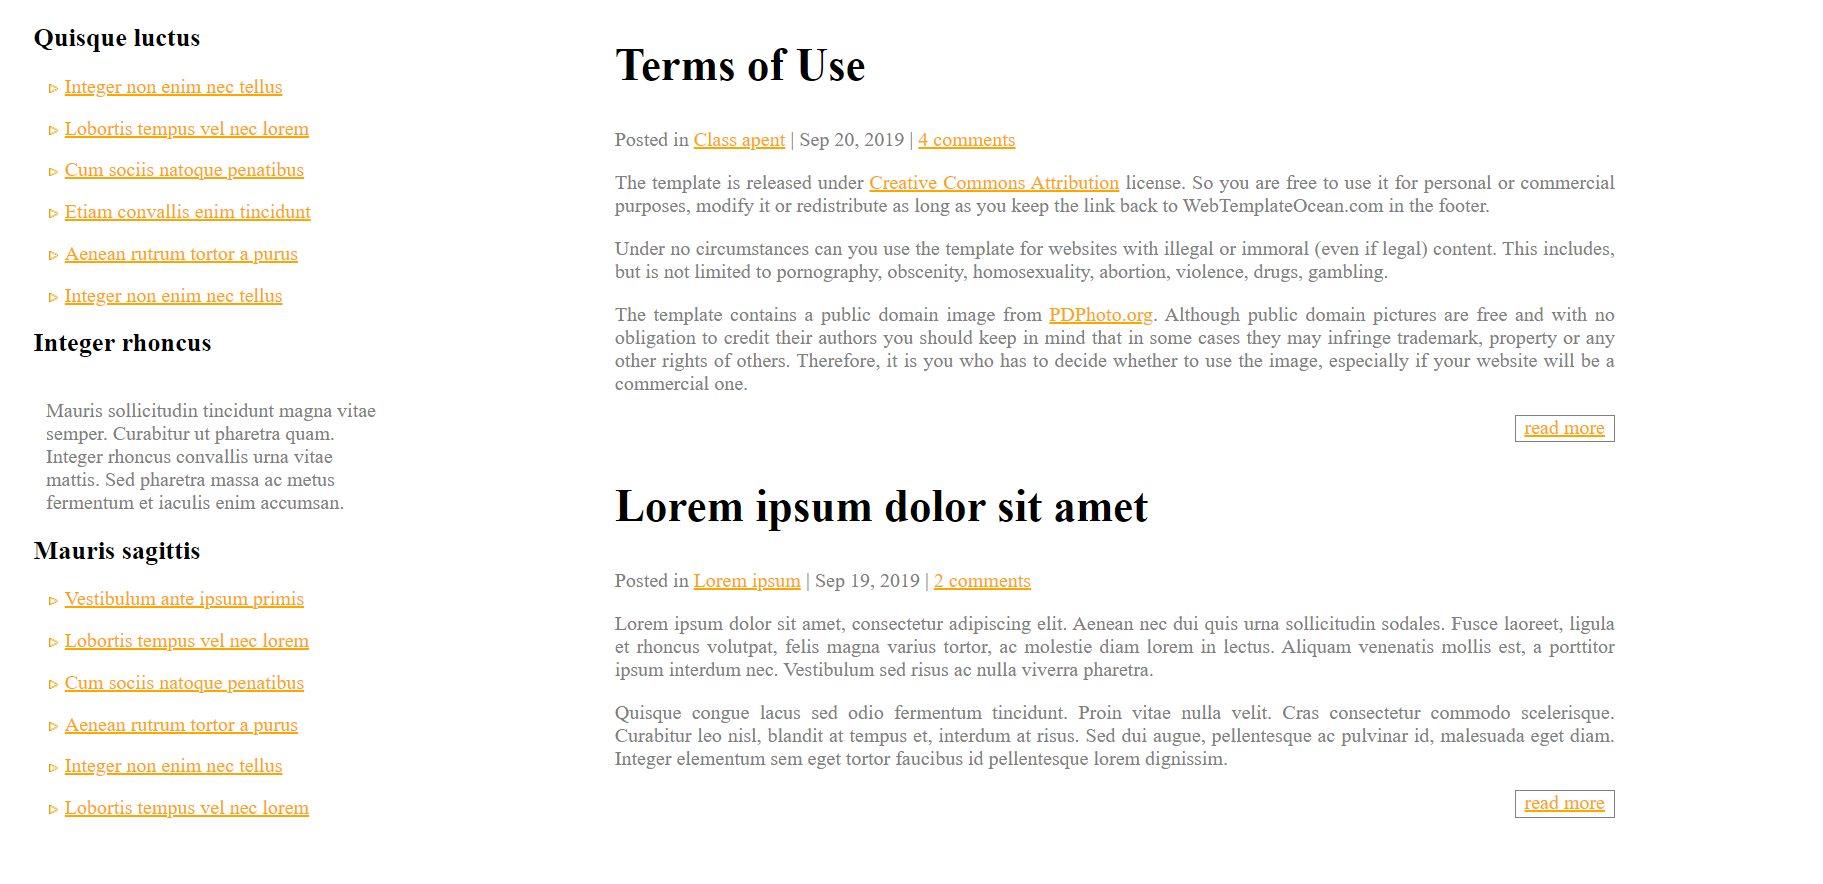 Quisque luctus
Integer non enim nec tellus
Lobortis tempus vel nec lorem
Cum sociis natoque penatibus
Etiam convallis enim tincidunt
Aenean rutrum tortor a purus
Integer non enim nec tellus
Integer rhoncus
Mauris sollicitudin tincidunt magna vitae
semper. Curabitur ut pharetra quam.
Integer rhoncus convallis urna vitae
mattis. Sed pharetra massa ac metus
fermentum et iaculis enim accumsan.
Mauris sagittis
Vestibulum ante ipsum primis
Lobortis tempus vel nec lorem
Cum sociis natoque penatibus
Aenean rutrum tortor a purus
Integer non enim nec tellus
Lobortis tempus vel nec lorem
Terms of Use
Posted in Class apent | Sep 20, 2019 | 4 comments
The template is released under Creative Commons Attribution license. So you are free to use it for personal or commercial
purposes, modify it or redistribute as long as you keep the link back to WebTemplateOcean.com in the footer.
Under no circumstances can you use the template for websites with illegal or immoral (even if legal) content. This includes,
but is not limited to pornography, obscenity, homosexuality, abortion, violence, drugs, gambling.
The template contains a public domain image from PDPhoto.org. Although public domain pictures are free and with no
obligation to credit their authors you should keep in mind that in some cases they may infringe trademark, property or any
other rights of others. Therefore, it is you who has to decide whether to use the image, especially if your website will be a
commercial one.
read more
Lorem ipsum dolor sit amet
Posted in Lorem ipsum | Sep 19, 2019 | 2 comments
Lorem ipsum dolor sit amet, consectetur adipiscing elit. Aenean nec dui quis urna sollicitudin sodales. Fusce laoreet, ligula
et rhoncus volutpat, felis magna varius tortor, ac molestie diam lorem in lectus. Aliquam venenatis mollis est, a porttitor
ipsum interdum nec. Vestibulum sed risus ac nulla viverra pharetra.
Quisque congue lacus sed odio fermentum tincidunt. Proin vitae nulla velit. Cras consectetur commodo scelerisque.
Curabitur leo nisl, blandit at tempus et, interdum at risus. Sed dui augue, pellentesque ac pulvinar id, malesuada eget diam.
Integer elementum sem eget tortor faucibus id pellentesque lorem dignissim.
read more